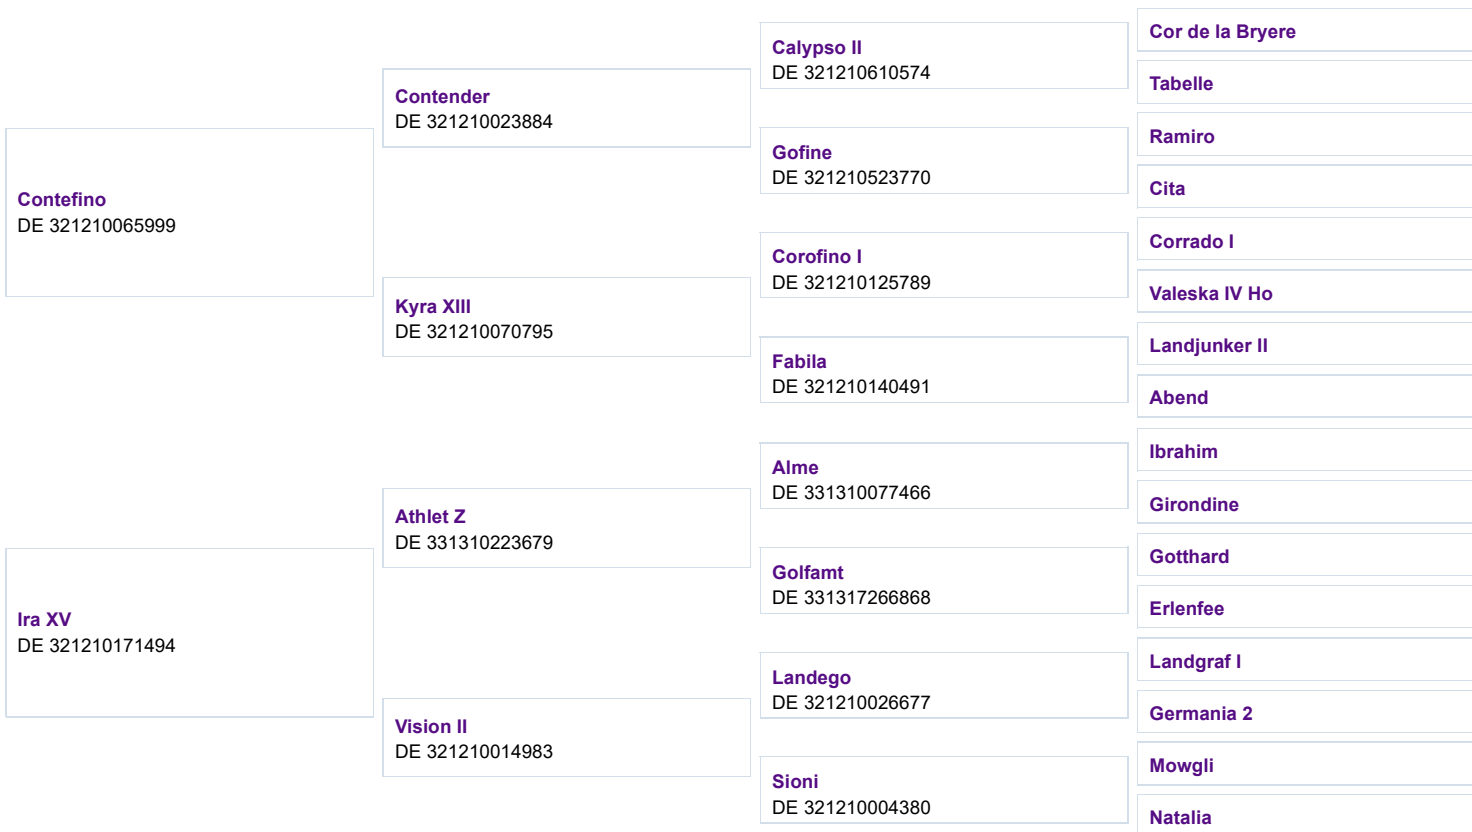 Contefino
DE 321210065999
Ira XV
DE 321210171494
Contender
DE 321210023884
Kyra XIII
DE 321210070795
Athlet Z
DE 331310223679
Vision II
DE 321210014983
Calypso II
DE 321210610574
Gofine
DE 321210523770
Corofino I
DE 321210125789
Fabila
DE 321210140491
Alme
DE 331310077466
Golfamt
DE 331317266868
Landego
DE 321210026677
Sioni
DE 321210004380
Cor de la Bryere
Tabelle
Ramiro
Cita
Corrado I
Valeska IV Ho
Landjunker II
Abend
Ibrahim
Girondine
Gotthard
Erlenfee
Landgraf I
Germania 2
Mowgli
Natalia